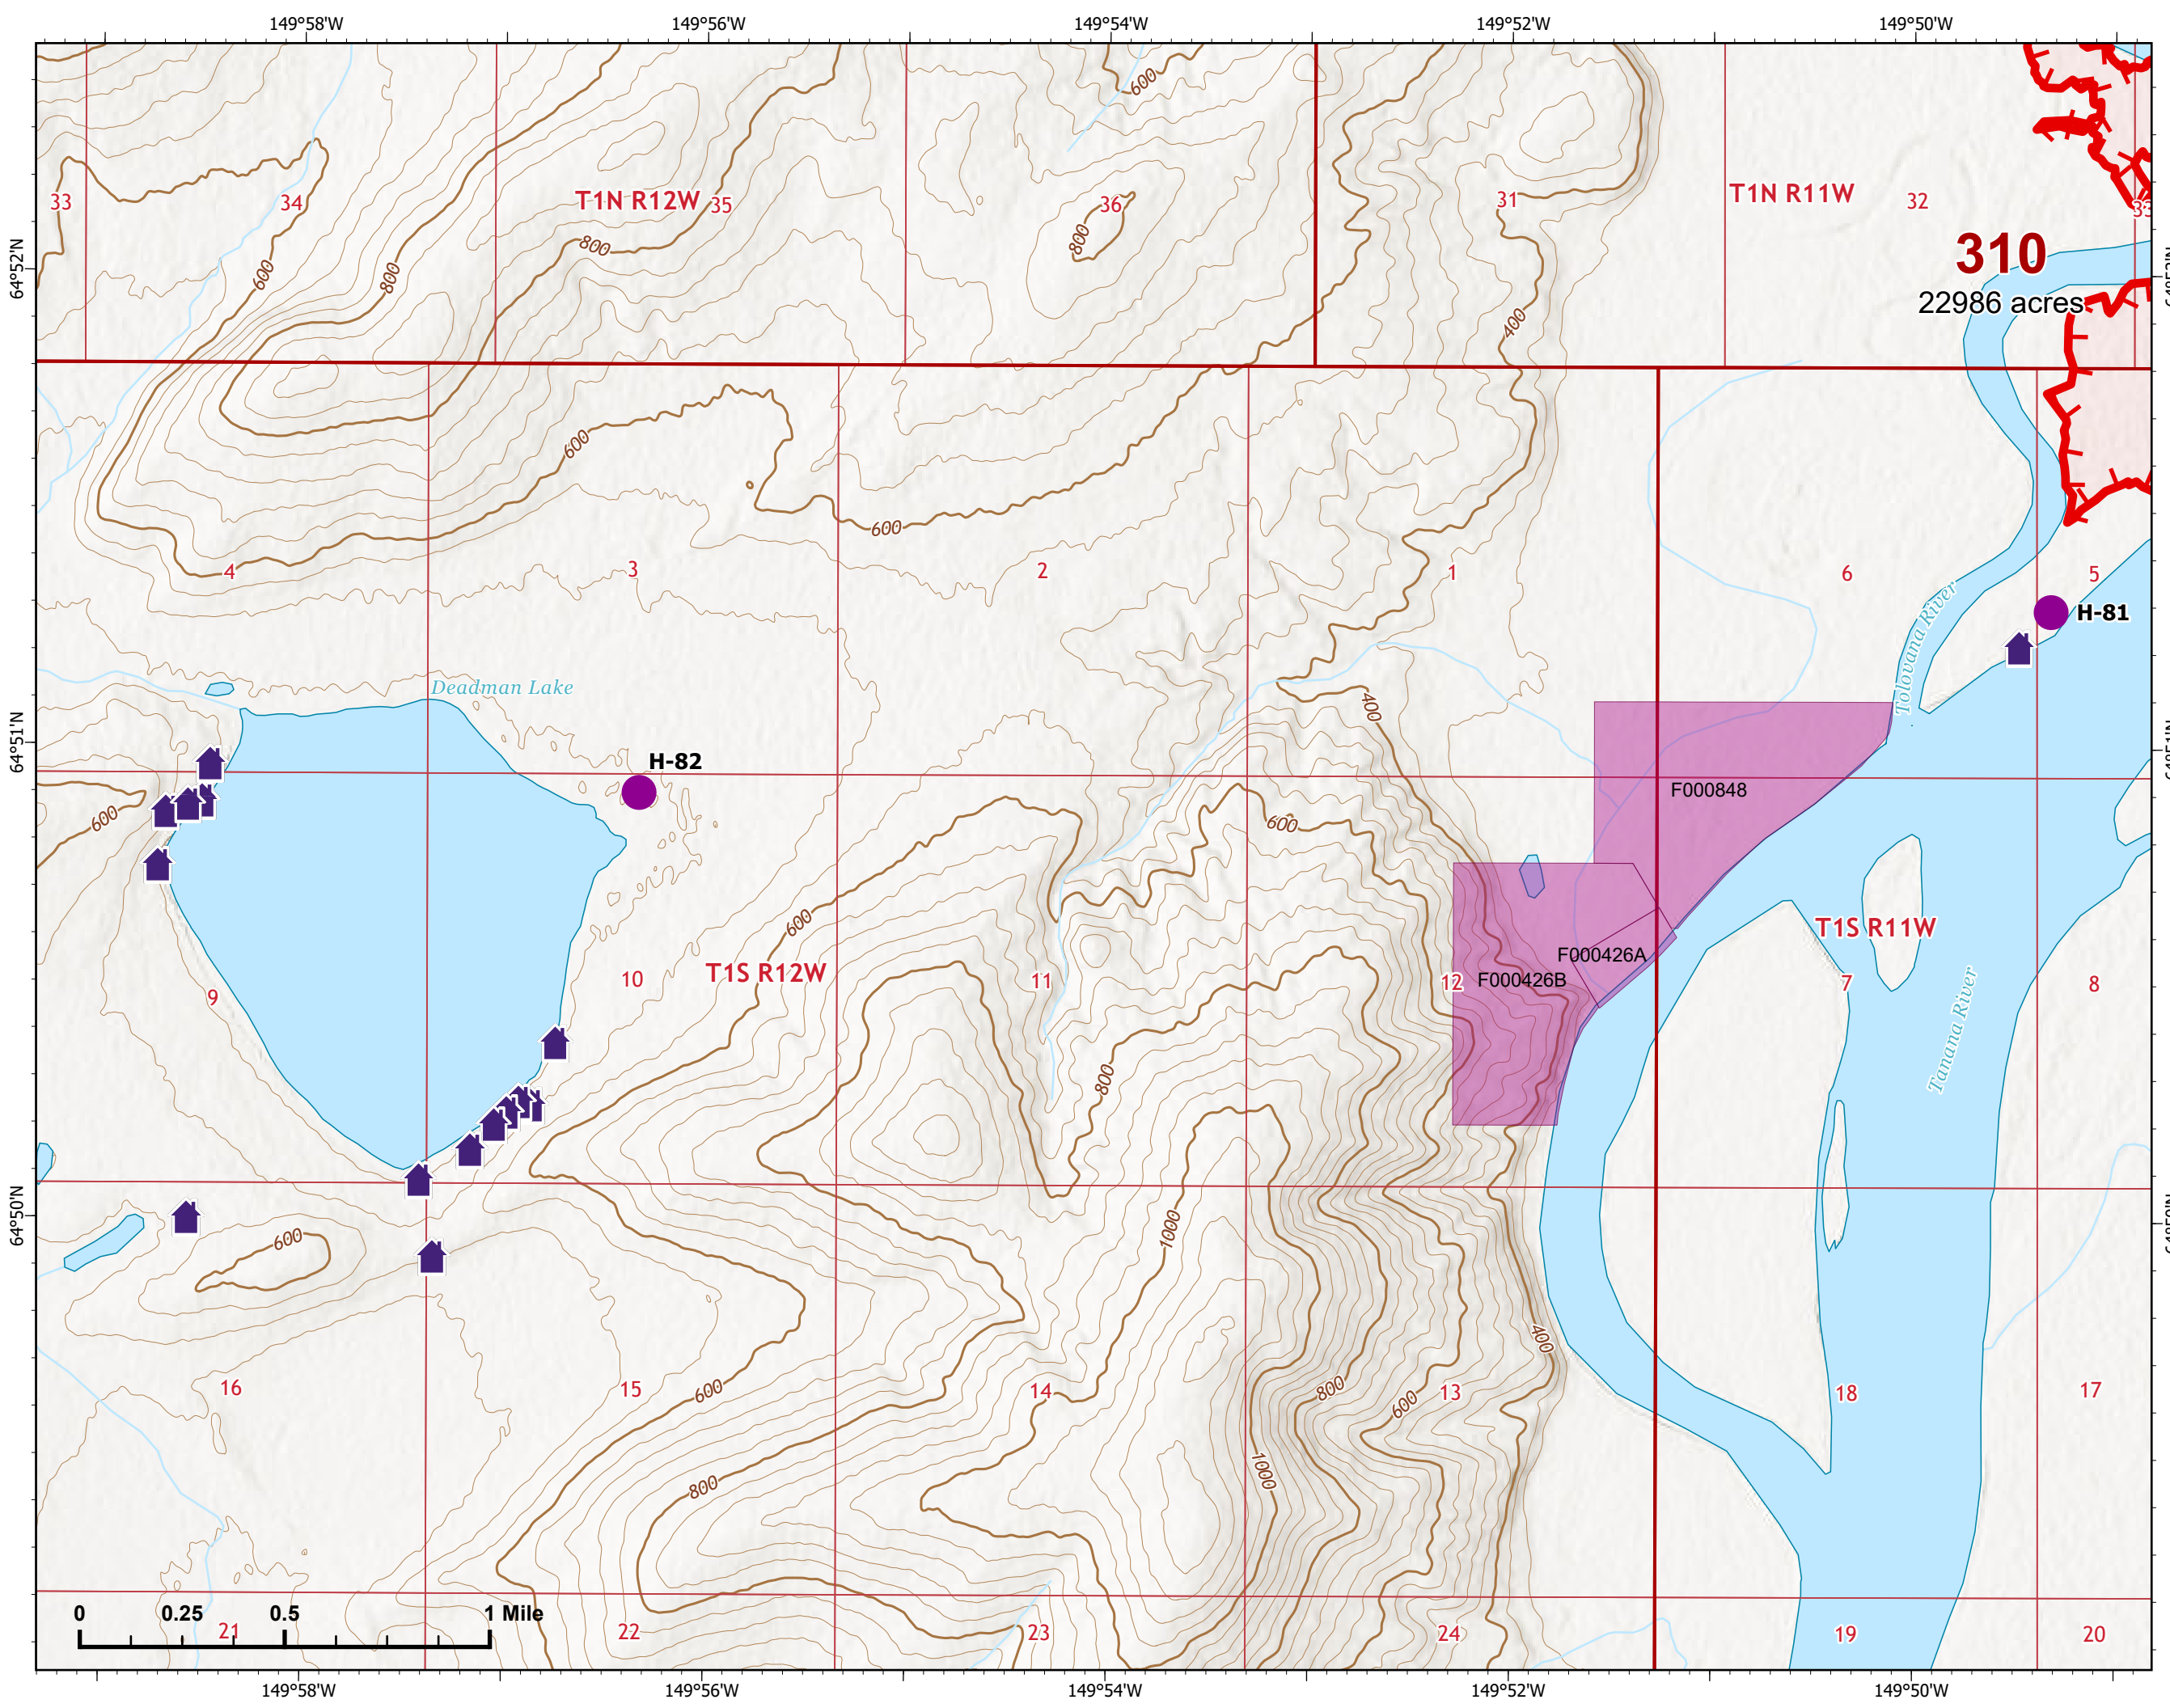 149°58'W 149°56'W 149°54'W 149°52'W 149°50'W
33 34 T1N R12W 35 36 31 T1N R11W 32 33
600
800
800
600
800
310
64°52'N
22986 acres
400
600
600
4 3 2 1 6 5
Tolovana River
H-81
Deadman Lake
400
64°51'N
H-82
F000848
600
600
600
T1S R11W
F000426A
9 10 T1S R12W 11 12 F000426B 7 8
Tanana River
800
64°50'N
600
1000
400
16 15 600 14 800 600 13 18 17
800
1000
0 0.25 0.5 1 Mile
21 22 23 24 19 20
149°58'W 149°56'W 149°54'W 149°52'W 149°50'W